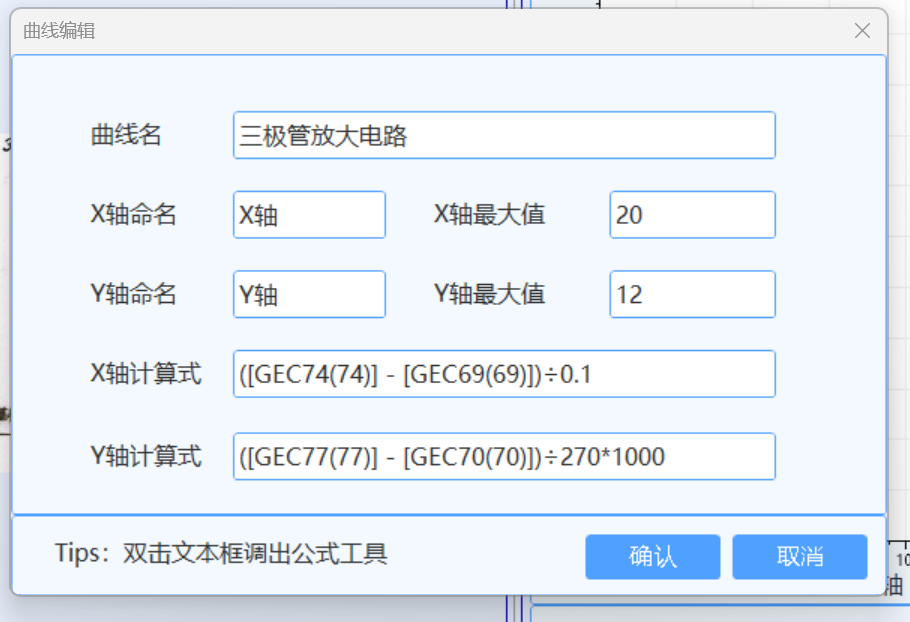 曲线编辑
曲线名 三极管放大电路
X轴命名 X轴 X轴最大值 20
Y轴命名 Y轴 Y轴最大值 12
X轴计算式 ([GEC74(74)] - [GEC69(69)])÷0.1
Y轴计算式 ([GEC77(77)] - [GEC70(70)])÷270*1000
Tips：双击文本框调出公式工具 确认 取消
10
轴